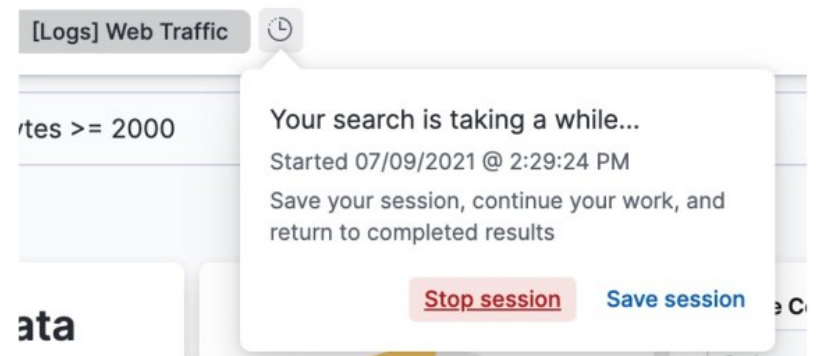 [Logs] Web Traffic
ytes >= 2000
Your search is taking a while...
Started 07/09/2021 @ 2:29:24 PM
Save your session, continue your work, and
return to completed results
Stop session Save session
ata
e C